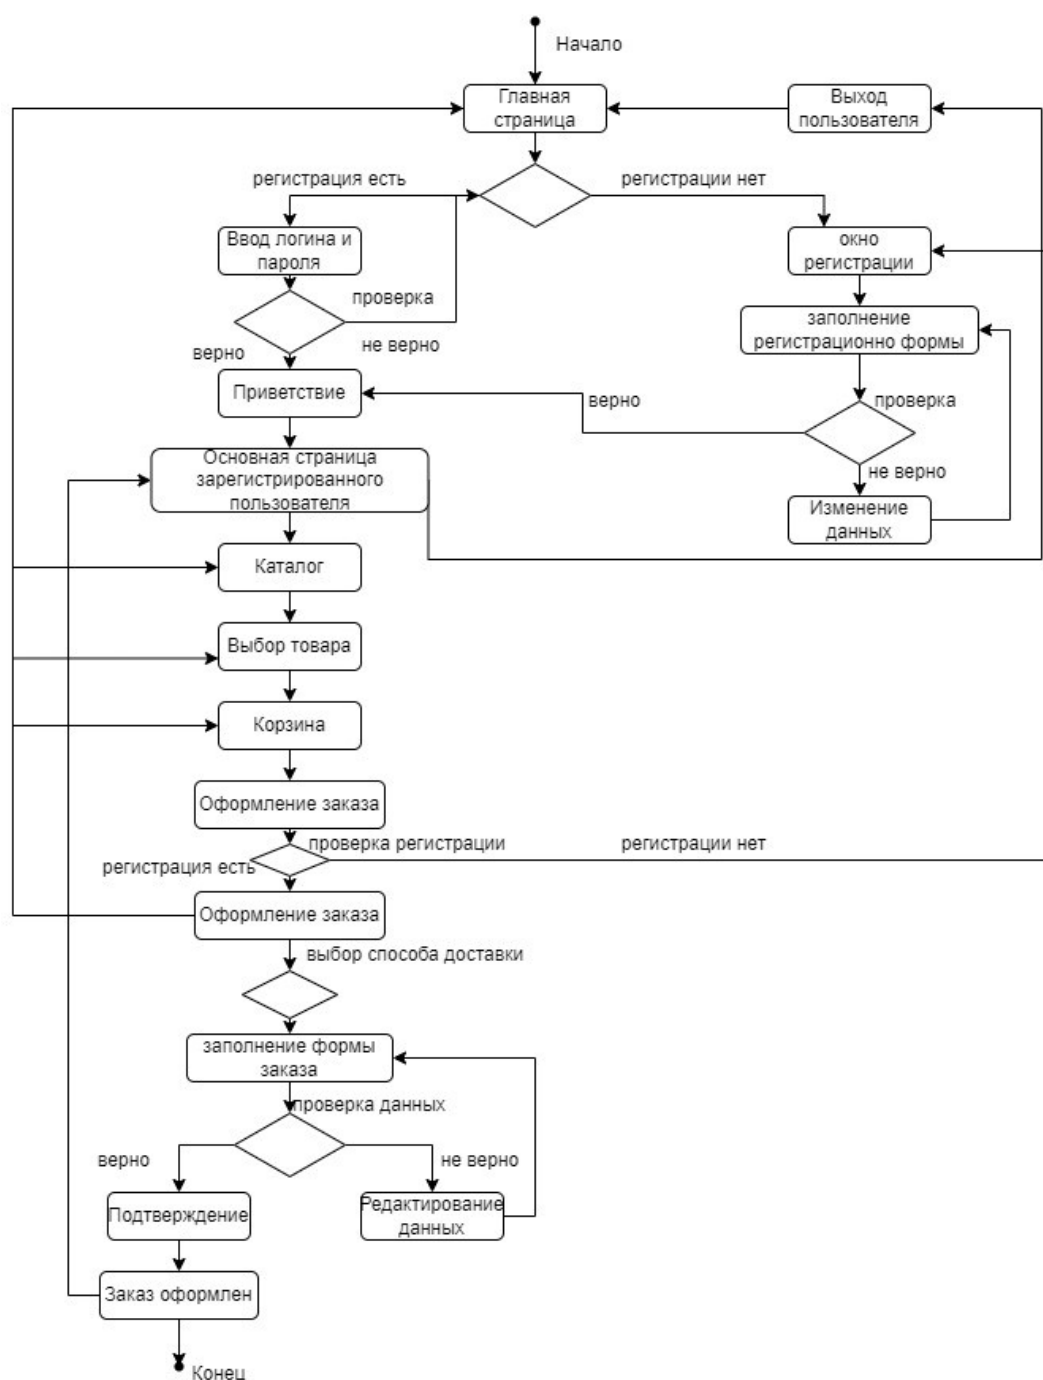 Начало
Главная
страница
Выход
пользователя
регистрация есть
регистрации нет
Ввод логина и
пароля
окно
регистрации
проверка
не верно
верно
заполнение
регистрационно формы
Приветствие
верно
проверка
не верно
Основная страница
зарегистрированного
пользователя
Изменение
данных
Каталог
Выбор товара
Корзина
Оформление заказа
проверка регистрации
регистрации нет
регистрация есть
Оформление заказа
выбор способа доставки
заполнение формы
заказа
проверка данных
верно
не верно
Подтверждение
Редактирование
данных
Заказ оформлен
Конец